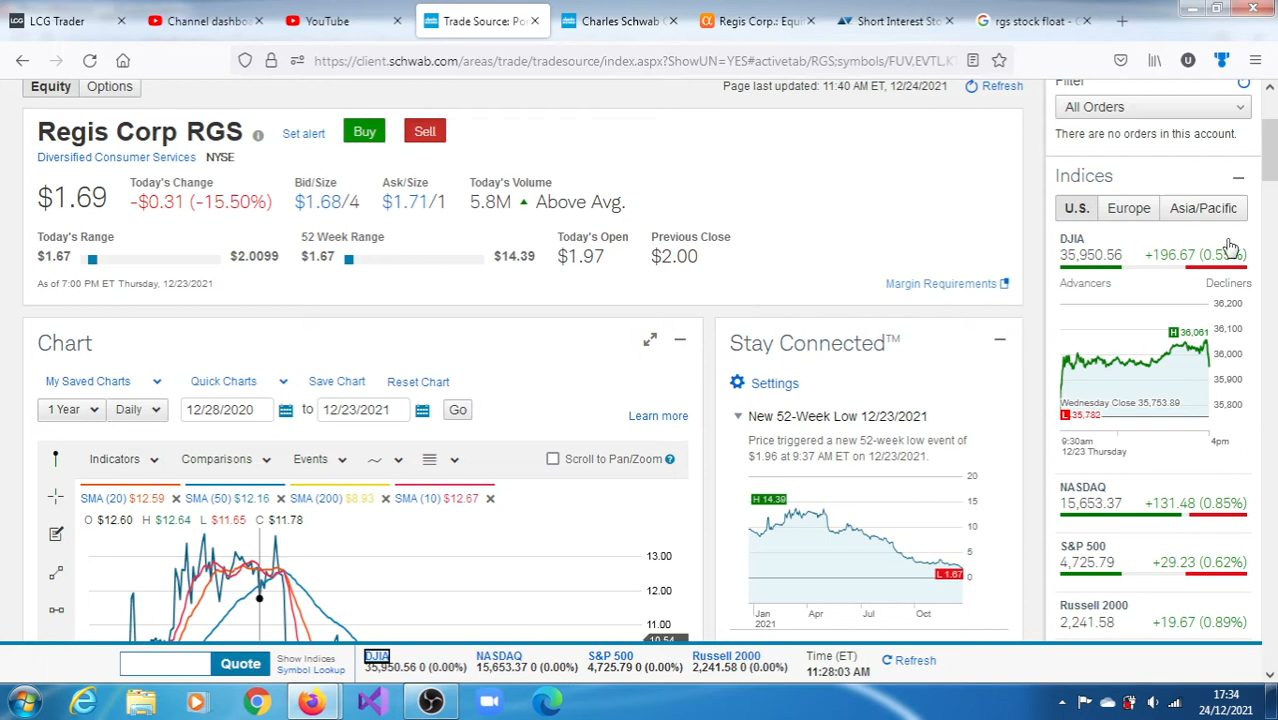 LCG Trader
Channel dashboa
YouTube
Trade Source: Po
Charles Schwab C
Regis Corp.: Equi
Short Interest Sto
rgs stock float - G
https://client.schwab.com/areas/trade/tradesource/index.aspx?ShowUN=YES#activetab/RGS;symbols/FUV,EVTL,K
Equity Options
Page last updated: 11:40 AM ET, 12/24/2021 Refresh
Regis Corp RGS
Set alert Buy Sell
Diversified Consumer Services NYSE
$1.69
Today's Change
-$0.31 (-15.50%)
Bid/Size
$1.68/4
Ask/Size
$1.71/1
Today's Volume
5.8M Above Avg.
Today's Range
$1.67 $2.0099
52 Week Range
$1.67 $14.39
Today's Open
$1.97
Previous Close
$2.00
As of 7:00 PM ET Thursday, 12/23/2021
Margin Requirements
Chart
My Saved Charts Quick Charts Save Chart Reset Chart
1 Year Daily 12/28/2020 to 12/23/2021 Go
Learn more
Indicators Comparisons Events Scroll to Pan/Zoom
SMA (20) $12.59 SMA (50) $12.16 SMA (200) $8.93 SMA (10) $12.67
O $12.60 H $12.64 L $11.65 C $11.78
13.00
12.00
11.00
10.54
Stay Connected™
Settings
New 52-Week Low 12/23/2021
Price triggered a new 52-week low event of
$1.96 at 9:37 AM ET on 12/23/2021.
20
H 14.39
15
10
5
L 1.67
0
Jan Apr Jul Oct
2021
Filter
All Orders
There are no orders in this account.
Indices
U.S. Europe Asia/Pacific
DJIA
35,950.56 +196.67 (0.55%)
Advancers Decliners
36,200
H 36,061
36,100
36,000
35,900
Wednesday Close 35,753.89
35,800
L 35,782
9:30am 4pm
12/23 Thursday
NASDAQ
15,653.37 +131.48 (0.85%)
S&P 500
4,725.79 +29.23 (0.62%)
Russell 2000
2,241.58 +19.67 (0.89%)
Quote
Show Indices
Symbol Lookup
DJIA
35,950.56 0 (0.00%)
NASDAQ
15,653.37 0 (0.00%)
S&P 500
4,725.79 0 (0.00%)
Russell 2000
2,241.58 0 (0.00%)
Time (ET)
11:28:03 AM
Refresh
17:34
24/12/2021